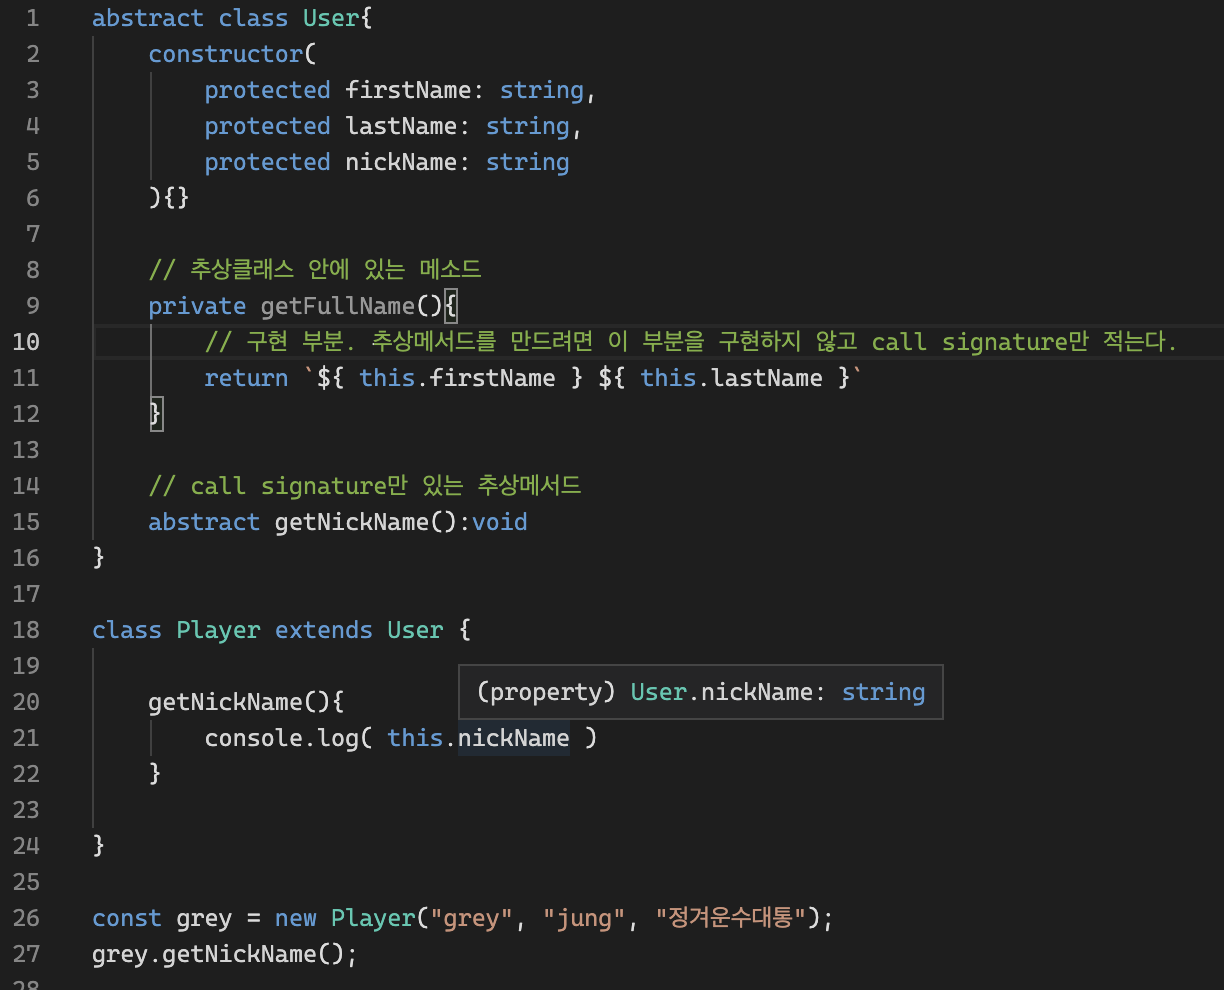 1 abstract class User{
2 constructor(
3 protected firstName: string,
4 protected lastName: string,
5 protected nickName: string
6 ){}
7
8 // 추상클래스 안에 있는 메소드
9 private getFullName(){
10 // 구현 부분. 추상메서드를 만드려면 이 부분을 구현하지 않고 call signature만 적는다.
11 return `${ this.firstName } ${ this.lastName }`
12 }
13
14 // call signature만 있는 추상메서드
15 abstract getNickName():void
16 }
17
18 class Player extends User {
19
(property) User.nickName: string
20 getNickName(){
21 console.log( this.nickName )
22 }
23
24 }
25
26 const grey = new Player("grey", "jung", "정겨운수대통");
27 grey.getNickName();
28